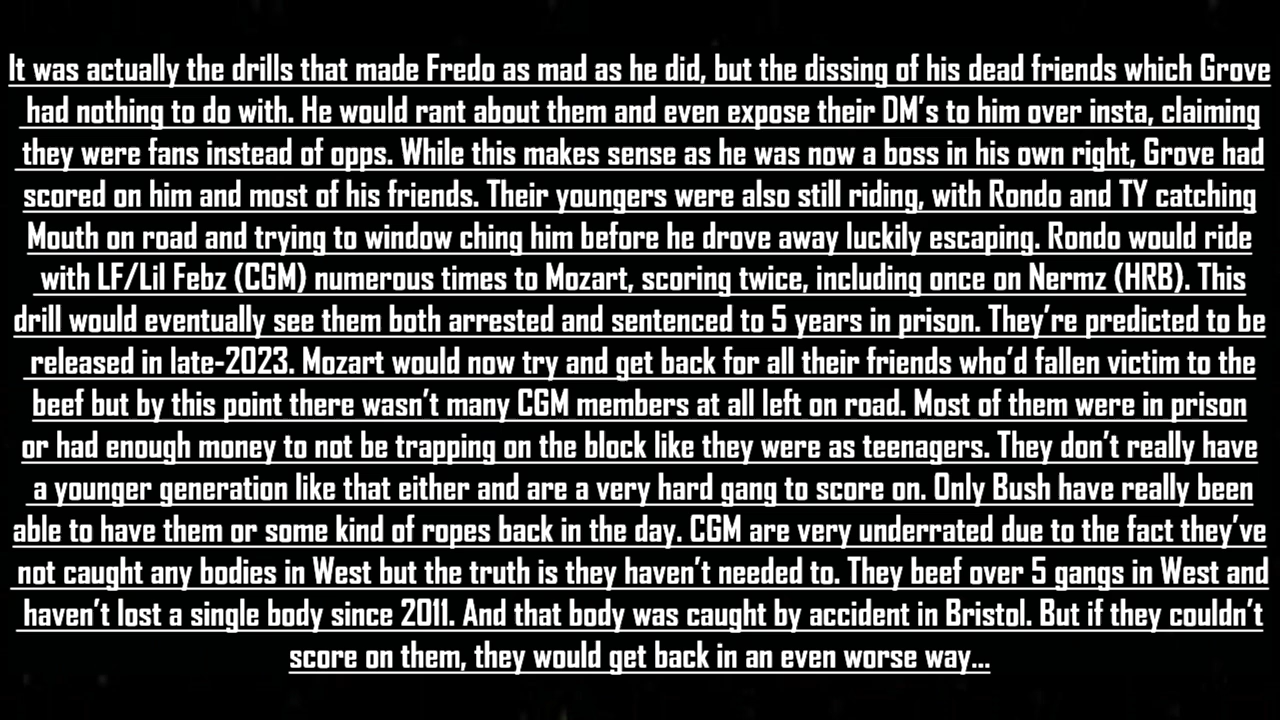 It was actually the drills that made Fredo as mad as he did, but the dissing of his dead friends which Grove
had nothing to do with. He would rant about them and even expose their DM's to him over insta, claiming
they were fans instead of opps. While this makes sense as he was now a boss in his own right, Grove had
scored on him and most of his friends. Their youngers were also still riding, with Rondo and TY catching
Mouth on road and trying to window ching him before he drove away luckily escaping. Rondo would ride
with LF/Lil Febz (CGM) numerous times to Mozart, scoring twice, including once on Nermz (HRB). This
drill would eventually see them both arrested and sentenced to 5 years in prison. They're predicted to be
released in late-2023. Mozart would now try and get back for all their friends who'd fallen victim to the
beef but by this point there wasn't many CGM members at all left on road. Most of them were in prison
or had enough money to not be trapping on the block like they were as teenagers. They don't really have
a younger generation like that either and are a very hard gang to score on. Only Bush have really been
able to have them or some kind of ropes back in the day. CGM are very underrated due to the fact they've
not caught any bodies in West but the truth is they haven't needed to. They beef over 5 gangs in West and
haven't lost a single body since 2011. And that body was caught by accident in Bristol. But if they couldn't
score on them, they would get back in an even worse way...